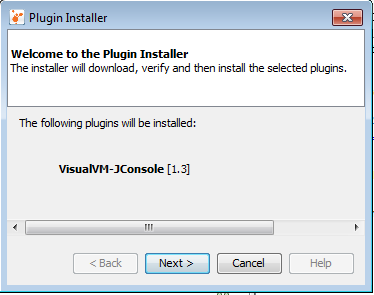 Plugin Installer
Welcome to the Plugin Installer
The installer will download, verify and then install the selected plugins.
The following plugins will be installed:
VisualVM-JConsole [1.3]
< Back
Next >
Cancel
Help